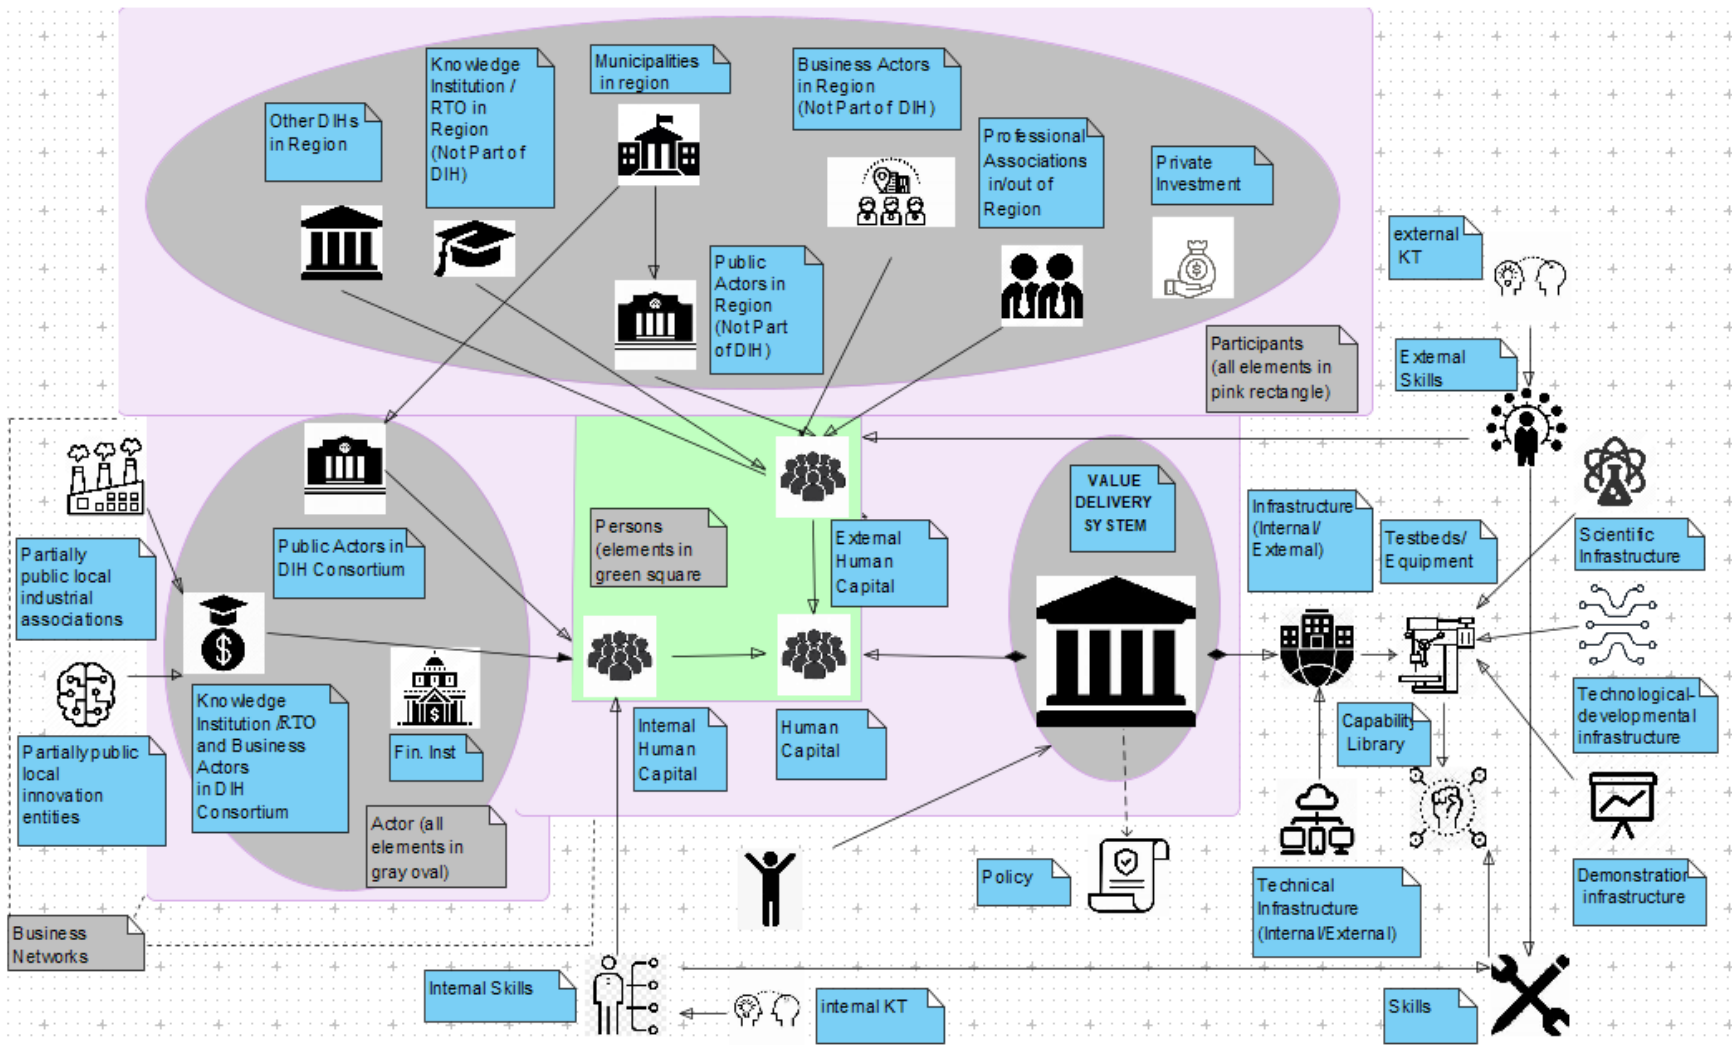 Other DIHs
in Region
Knowledge
Institution /
RTO in
Region
(Not Part of
DIH)
Municipalities
in region
Business Actors
in Region
(Not Part of DIH)
Professional
Associations
in/out of
Region
Private
Investment
Public
Actors in
Region
(Not Part
of DIH)
Participants
(all elements in
pink rectangle)
external
KT
External
Skills
Partially
public local
industrial
associations
Public Actors in
DIH Consortium
Persons
(elements in
green square
External
Human
Capital
VALUE
DELIVERY
SYSTEM
Infrastructure
(Internal/
External)
Testbeds/
Equipment
Scientific
Infrastructure
Partially public
local
innovation
entities
Knowledge
Institution /RTO
and Business
Actors
in DIH
Consortium
Fin. Inst
Actor (all
elements in
gray oval)
Internal
Human
Capital
Human
Capital
Capability
Library
Technological-
developmental
infrastructure
Policy
Technical
Infrastructure
(Internal/External)
Demonstration
infrastructure
Business
Networks
Internal Skills
internal KT
Skills